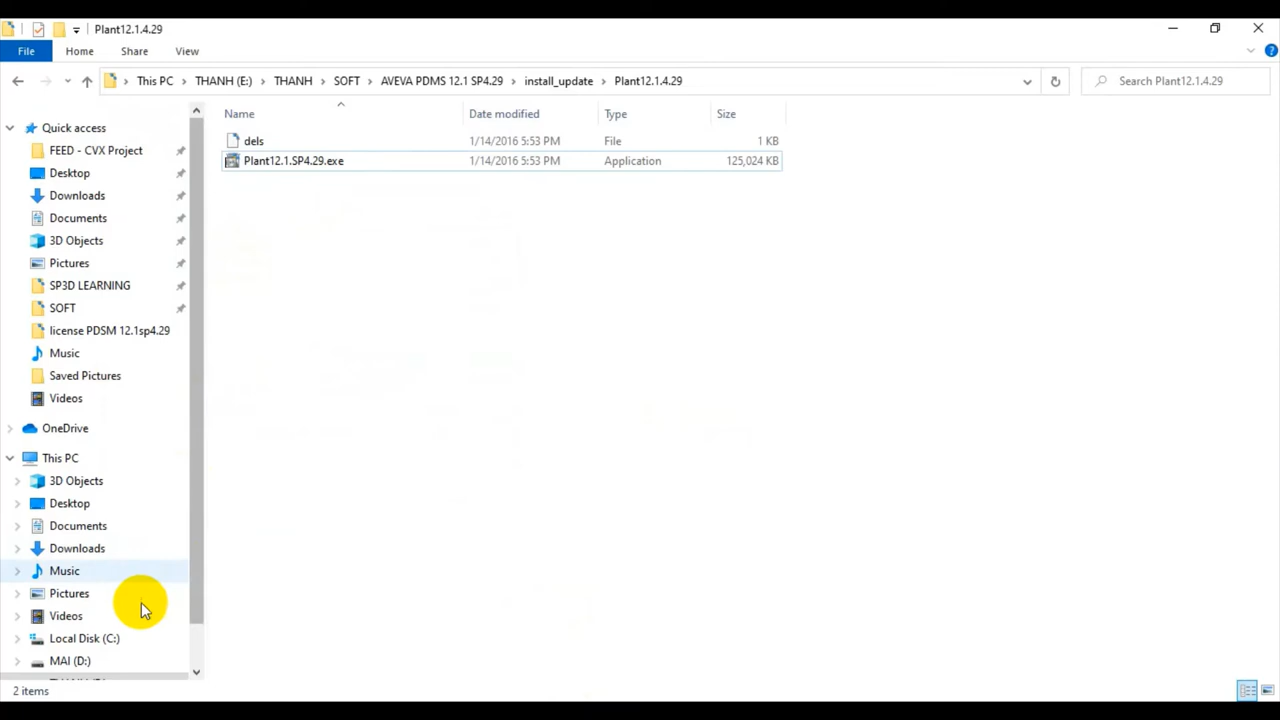 Plant12.1.4.29
File Home Share View
This PC THANH (E:) THANH SOFT AVEVA PDMS 12.1 SP4.29 install_update Plant12.1.4.29 Search Plant12.1.4.29
Name Date modified Type Size
dels 1/14/2016 5:53 PM File 1 KB
Plant12.1.SP4.29.exe 1/14/2016 5:53 PM Application 125,024 KB
Quick access
FEED - CVX Project
Desktop
Downloads
Documents
3D Objects
Pictures
SP3D LEARNING
SOFT
license PDSM 12.1sp4.29
Music
Saved Pictures
Videos
OneDrive
This PC
3D Objects
Desktop
Documents
Downloads
Music
Pictures
Videos
Local Disk (C:)
MAI (D:)
2 items